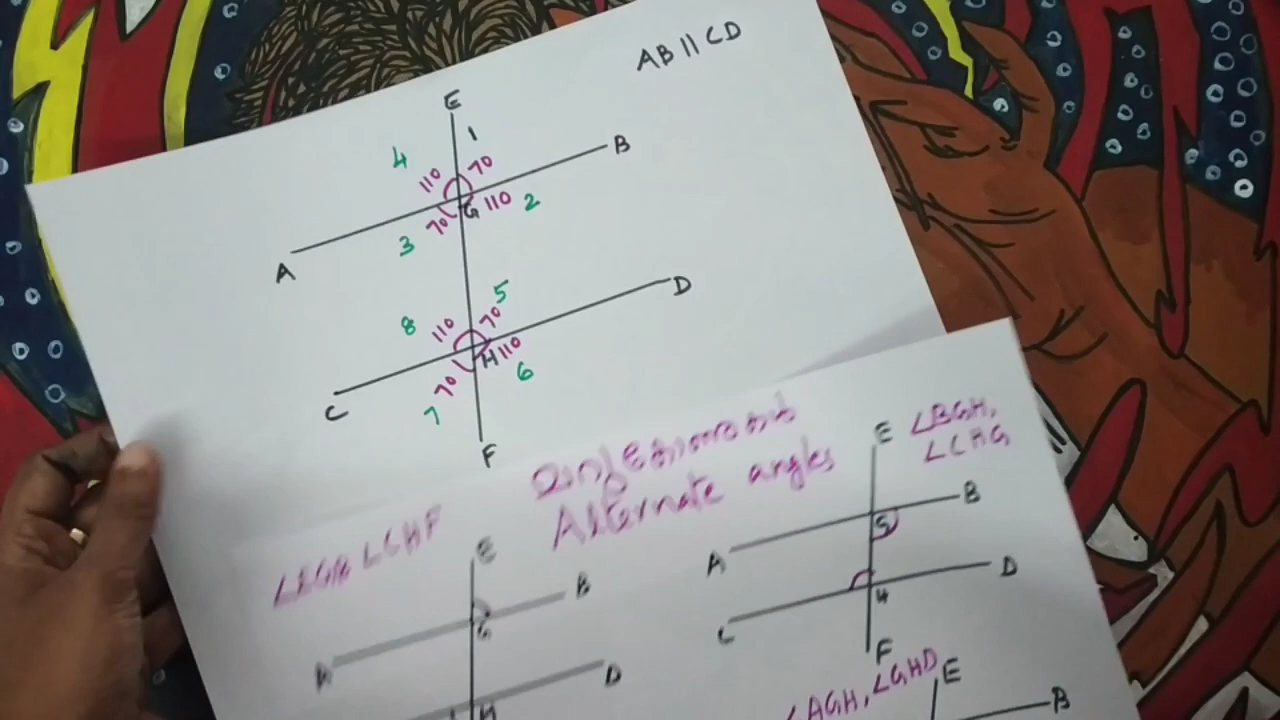 AB || CD
E
4
1
110
70
B
G
110
2
70
3
A
5
8
110
70
D
H
110
70
6
7
C
F
Alternate angles
∠BGH,
∠CHG
E
B
G
A
D
H
C
F
∠EGB ∠CHF
E
B
G
A
D
H
∠AGH, ∠GHD
E
B